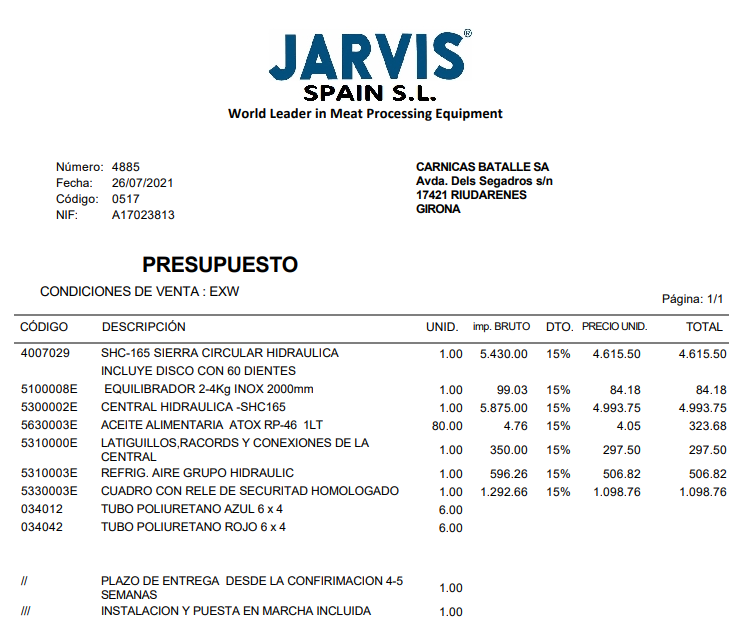 JARVIS®
SPAIN S.L.
World Leader in Meat Processing Equipment
Número: 4885
Fecha: 26/07/2021
Código: 0517
NIF: A17023813
CARNICAS BATALLE SA
Avda. Dels Segadros s/n
17421 RIUDARENES
GIRONA
PRESUPUESTO
CONDICIONES DE VENTA : EXW
Página: 1/1
CÓDIGO DESCRIPCIÓN UNID. imp. BRUTO DTO. PRECIO UNID. TOTAL
4007029 SHC-165 SIERRA CIRCULAR HIDRAULICA 1.00 5.430.00 15% 4.615.50 4.615.50
INCLUYE DISCO CON 60 DIENTES
5100008E EQUILIBRADOR 2-4Kg INOX 2000mm 1.00 99.03 15% 84.18 84.18
5300002E CENTRAL HIDRAULICA -SHC165 1.00 5.875.00 15% 4.993.75 4.993.75
5630003E ACEITE ALIMENTARIA ATOX RP-46 1LT 80.00 4.76 15% 4.05 323.68
5310000E LATIGUILLOS,RACORDS Y CONEXIONES DE LA
CENTRAL 1.00 350.00 15% 297.50 297.50
5310003E REFRIG. AIRE GRUPO HIDRAULIC 1.00 596.26 15% 506.82 506.82
5330003E CUADRO CON RELE DE SECURITAD HOMOLOGADO 1.00 1.292.66 15% 1.098.76 1.098.76
034012 TUBO POLIURETANO AZUL 6 x 4 6.00
034042 TUBO POLIURETANO ROJO 6 x 4 6.00
// PLAZO DE ENTREGA DESDE LA CONFIRIMACION 4-5
SEMANAS 1.00
/// INSTALACION Y PUESTA EN MARCHA INCLUIDA 1.00